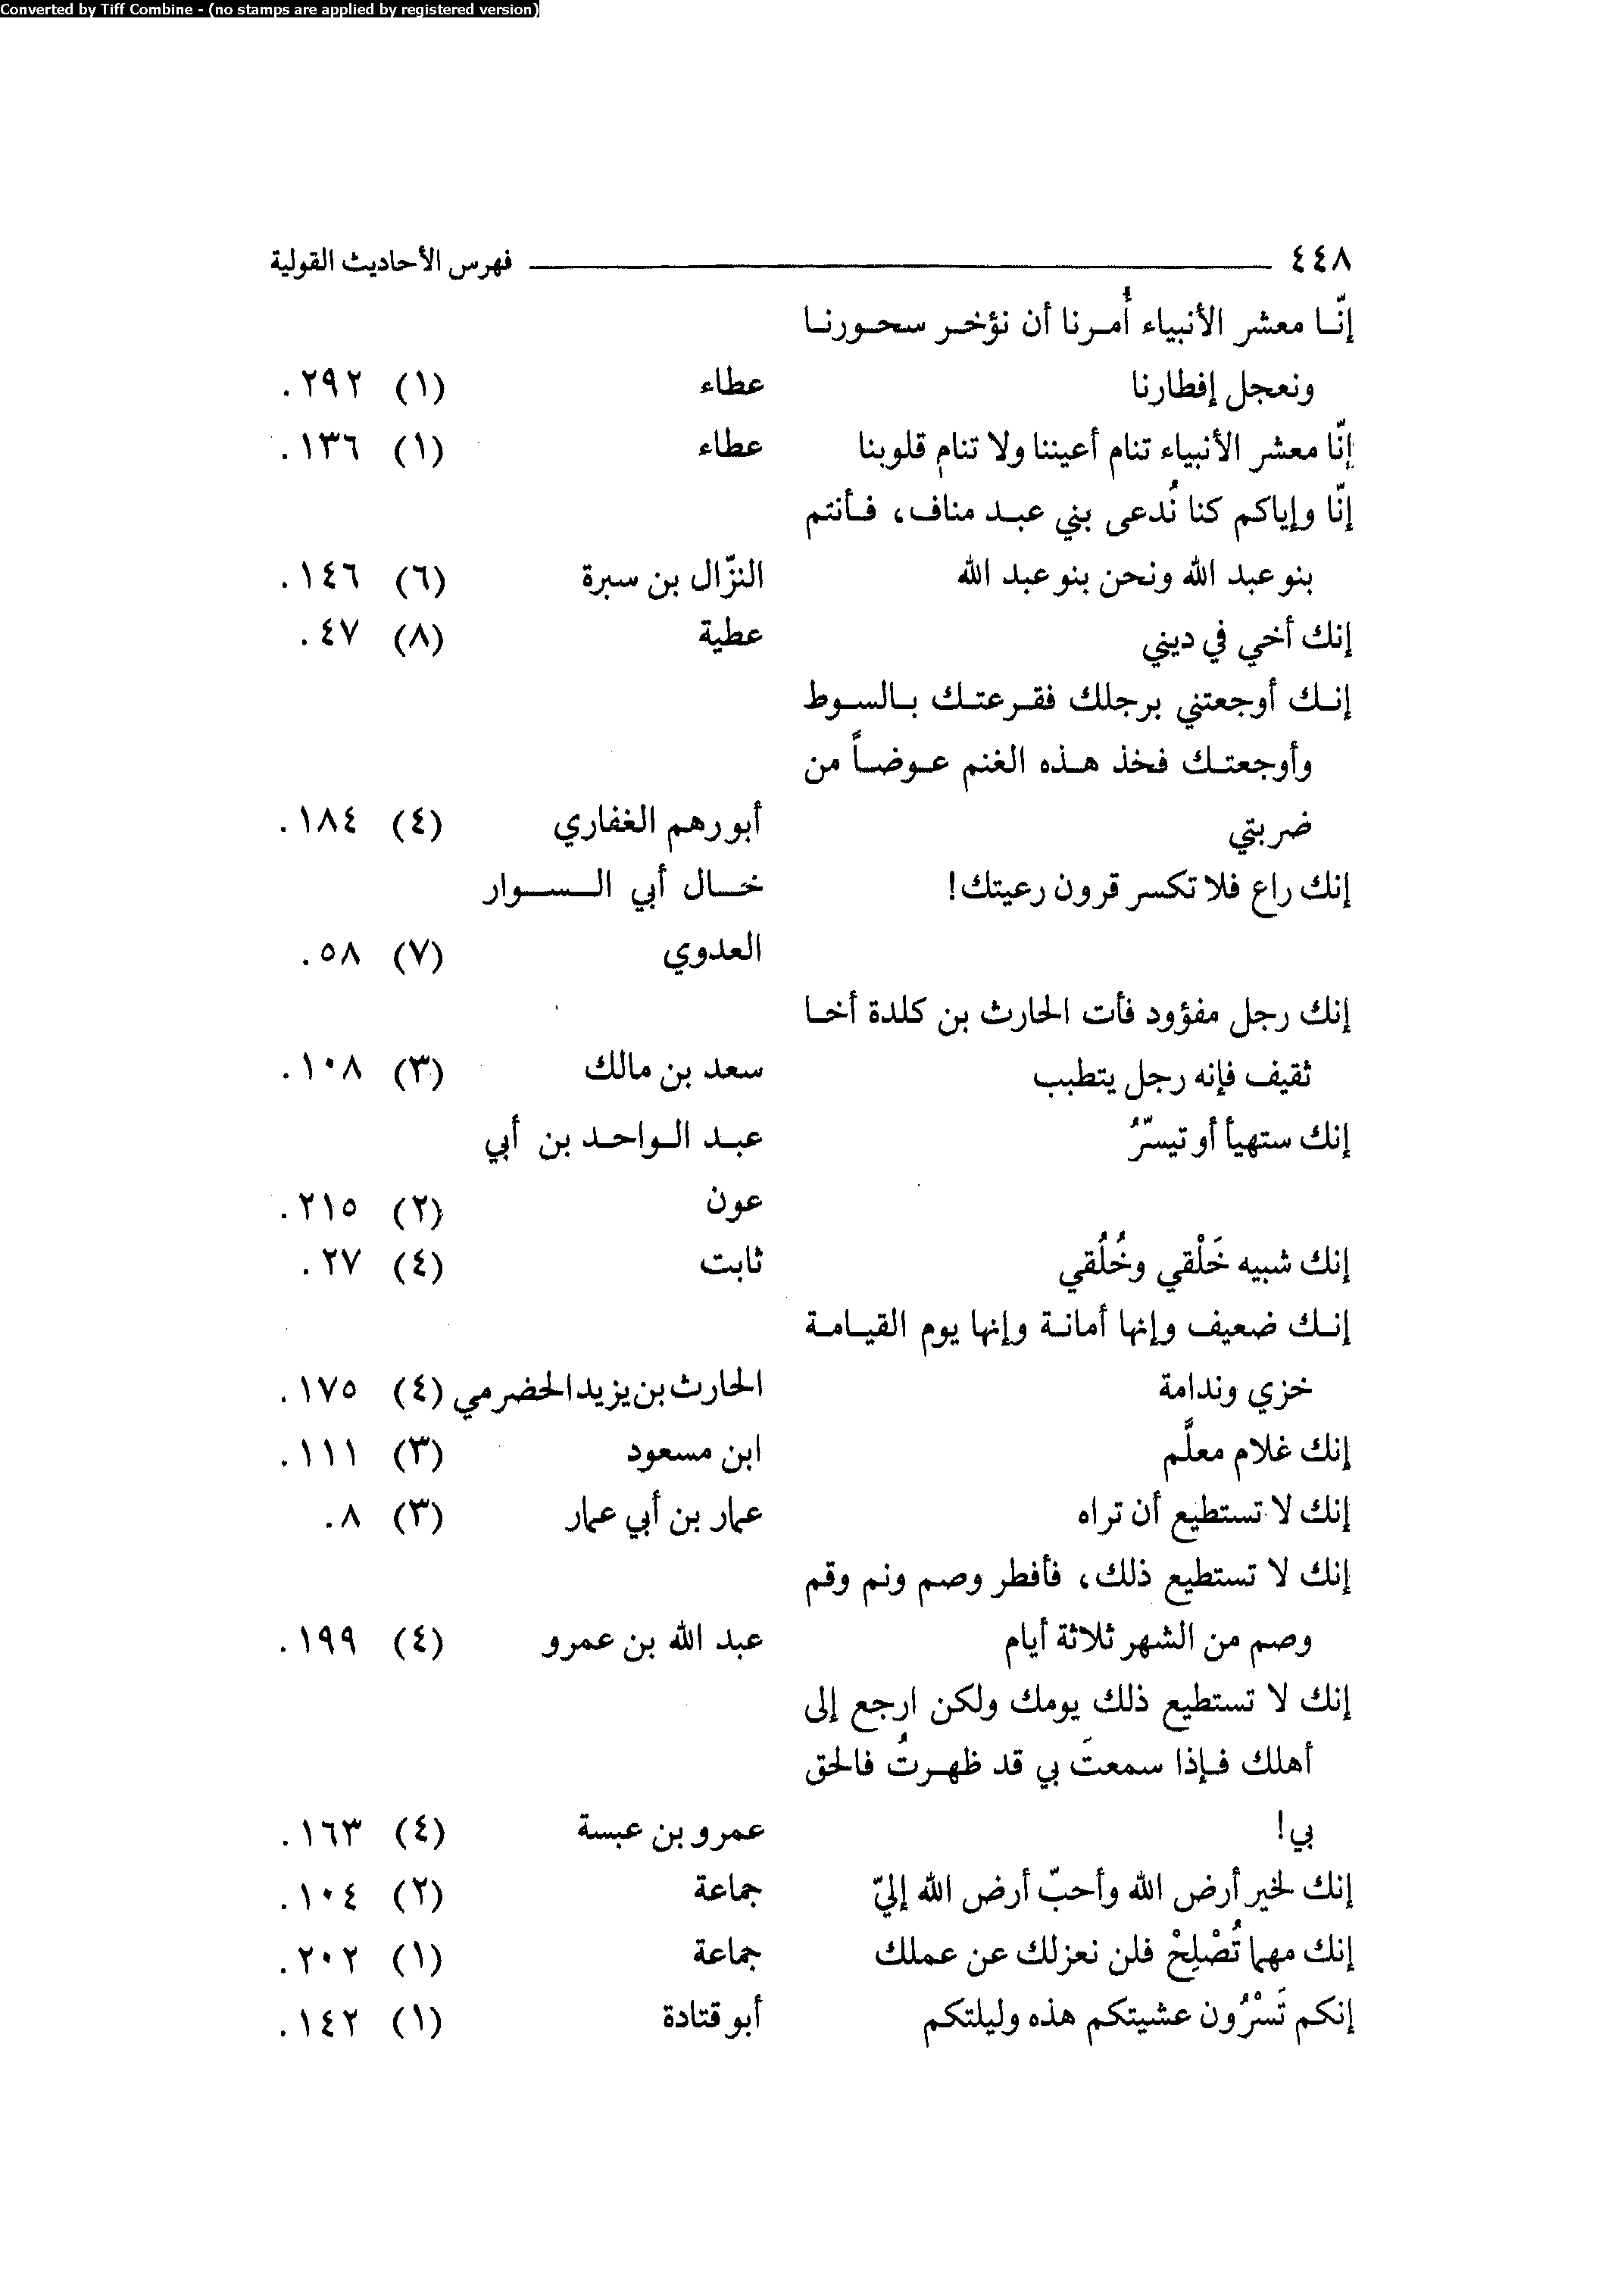 Converted by Tiff Combine - (no stamps are applied by registered version)
٤٤٨ فهرس الأحاديث القولية
إنّا معشر الأنبياء أُمرنا أن نؤخر سحورنا
ونعجل إفطارنا عطاء (١) ٢٩٢.
إنّا معشر الأنبياء تنام أعيننا ولا تنام قلوبنا عطاء (١) ١٣٦.
إنّا وإياكم كنا نُدعى بني عبد مناف، فأنتم
بنو عبد الله ونحن بنو عبد الله النزّال بن سبرة (٦) ١٤٦.
إنك أخي في ديني عطية (٨) ٤٧.
إنك أوجعتني برجلك فقرعتك بالسوط
وأوجعتك فخذ هذه الغنم عوضاً من
ضربتي أبو رهم الغفاري (٤) ١٨٤.
إنك راع فلا تكسر قرون رعيتك! خال أبي السوار
العدوي (٧) ٥٨.
إنك رجل مفؤود فأت الحارث بن كلدة أخا
ثقيف فإنه رجل يتطبب سعد بن مالك (٣) ١٠٨.
إنك ستهيأ أو تيسّرُ عبد الواحد بن أبي
عون (٢) ٢١٥.
إنك شبيه خَلْقي وخُلُقي ثابت (٤) ٢٧.
إنك ضعيف وإنها أمانة وإنها يوم القيامة
خزي وندامة الحارث بن يزيد الحضرمي (٤) ١٧٥.
إنك غلام معلَّم ابن مسعود (٣) ١١١.
إنك لا تستطيع أن تراه عمار بن أبي عمار (٣) ٨.
إنك لا تستطيع ذلك، فأفطر وصم ونم وقم
وصم من الشهر ثلاثة أيام عبد الله بن عمرو (٤) ١٩٩.
إنك لا تستطيع ذلك يومك ولكن ارجع إلى
أهلك فإذا سمعتَ بي قد ظهرتُ فالحق
بي! عمرو بن عبسة (٤) ١٦٣.
إنك لخير أرض الله وأحبّ أرض الله إليّ جماعة (٢) ١٠٤.
إنك مهما تُصْلِحْ فلن نعزلك عن عملك جماعة (١) ٢٠٢.
إنكم تَسْرُون عشيتكم هذه وليلتكم أبو قتادة (١) ١٤٢.